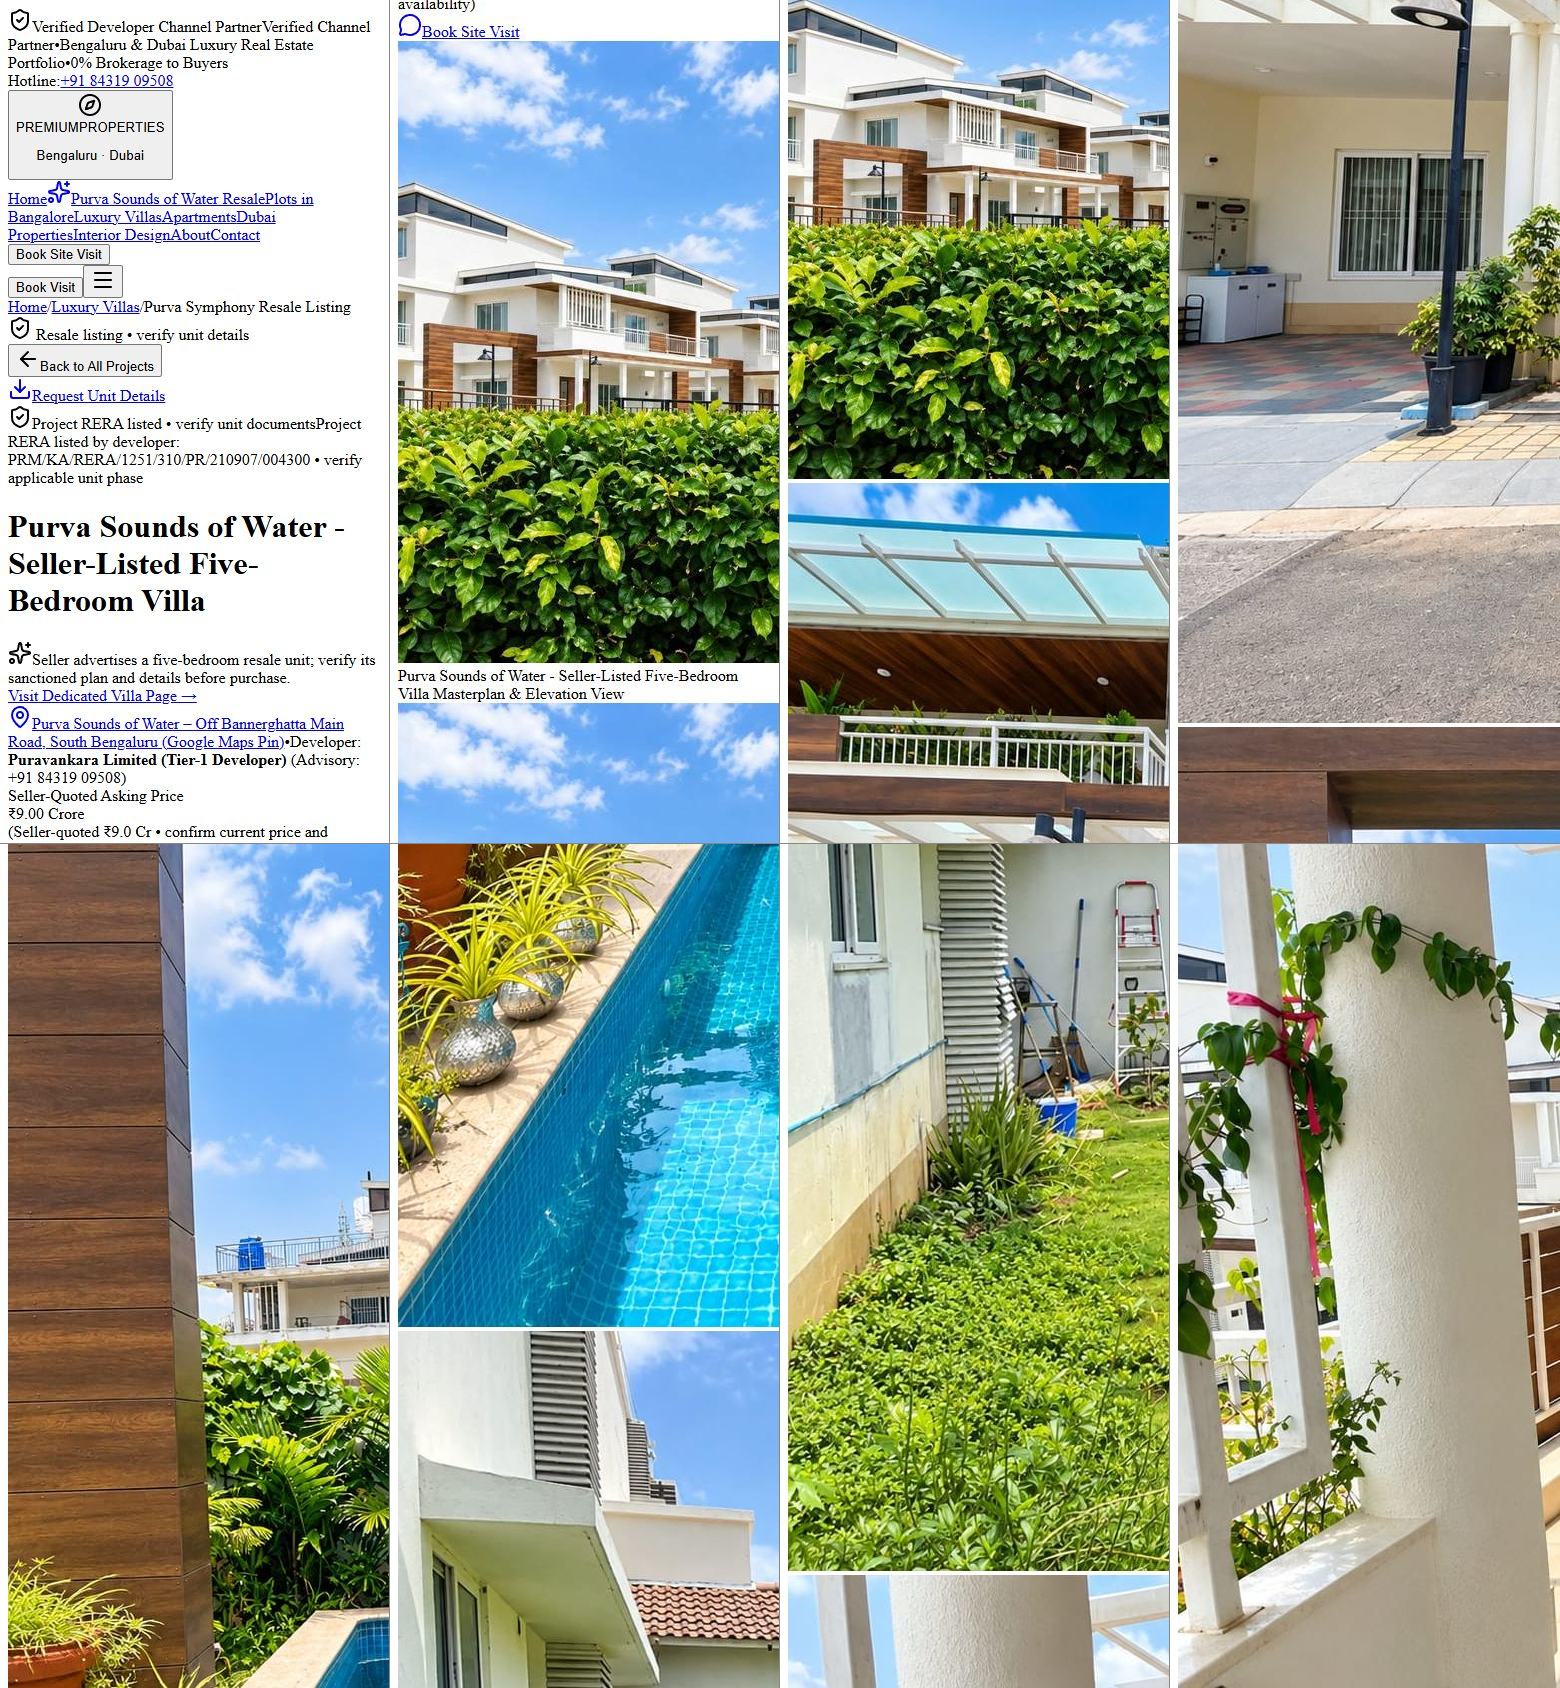 Verified Developer Channel PartnerVerified Channel
Partner•Bengaluru & Dubai Luxury Real Estate
Portfolio•0% Brokerage to Buyers
Hotline:+91 84319 09508
PREMIUMPROPERTIES
Bengaluru · Dubai
HomePurva Sounds of Water ResalePlots in
BangaloreLuxury VillasApartmentsDubai
PropertiesInterior DesignAboutContact
Book Site Visit
Book Visit
Home/Luxury Villas/Purva Symphony Resale Listing
Resale listing • verify unit details
Back to All Projects
Request Unit Details
Project RERA listed • verify unit documentsProject
RERA listed by developer:
PRM/KA/RERA/1251/310/PR/210907/004300 • verify
applicable unit phase
Purva Sounds of Water -
Seller-Listed Five-
Bedroom Villa
Seller advertises a five-bedroom resale unit; verify its
sanctioned plan and details before purchase.
Visit Dedicated Villa Page →
Purva Sounds of Water – Off Bannerghatta Main
Road, South Bengaluru (Google Maps Pin)•Developer:
Puravankara Limited (Tier-1 Developer) (Advisory:
+91 84319 09508)
Seller-Quoted Asking Price
₹9.00 Crore
(Seller-quoted ₹9.0 Cr • confirm current price and
availability)
Book Site Visit
Purva Sounds of Water - Seller-Listed Five-Bedroom
Villa Masterplan & Elevation View